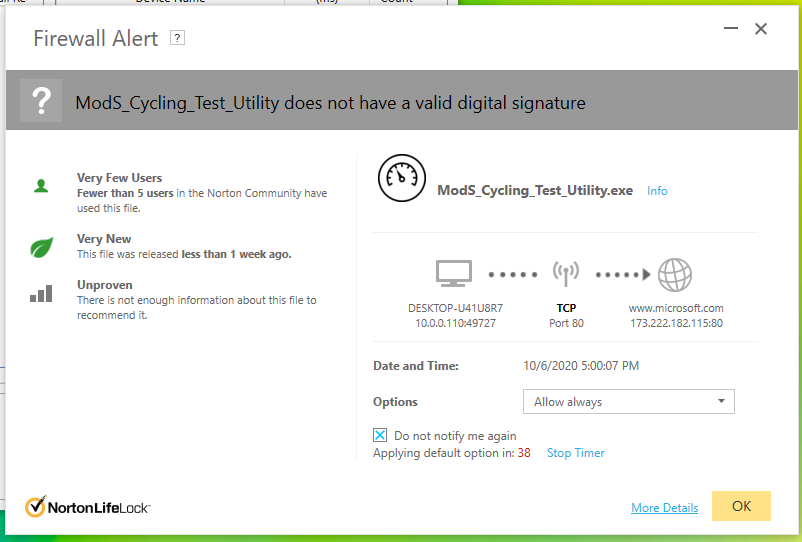 Device Name (ms) Count
Firewall Alert ?
? ModS_Cycling_Test_Utility does not have a valid digital signature
Very Few Users
Fewer than 5 users in the Norton Community have
used this file.
Very New
This file was released less than 1 week ago.
Unproven
There is not enough information about this file to
recommend it.
ModS_Cycling_Test_Utility.exe Info
DESKTOP-U41U8R7 TCP www.microsoft.com
10.0.0.110:49727 Port 80 173.222.182.115:80
Date and Time: 10/6/2020 5:00:07 PM
Options Allow always
Do not notify me again
Applying default option in: 38 Stop Timer
NortonLifeLock
More Details OK